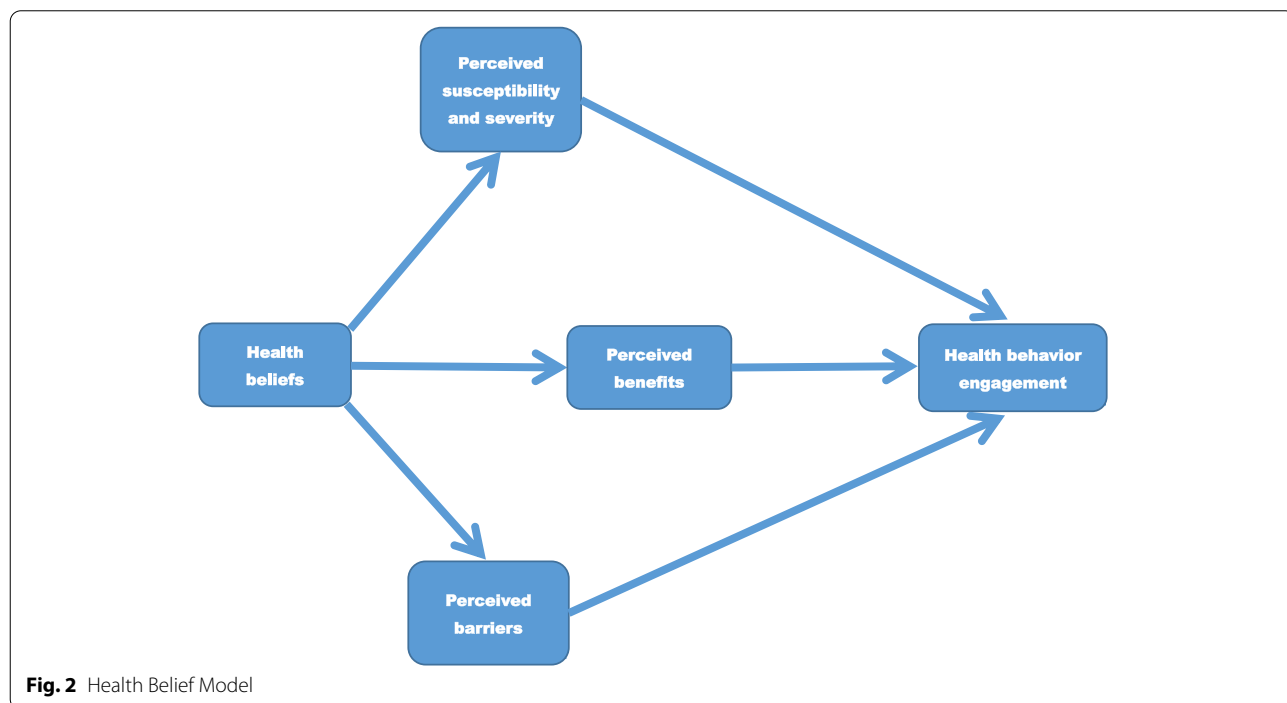 Perceived
susceptibility
and severity
Health
beliefs
Perceived
benefits
Health behavior
engagement
Perceived
barriers
Fig. 2 Health Belief Model